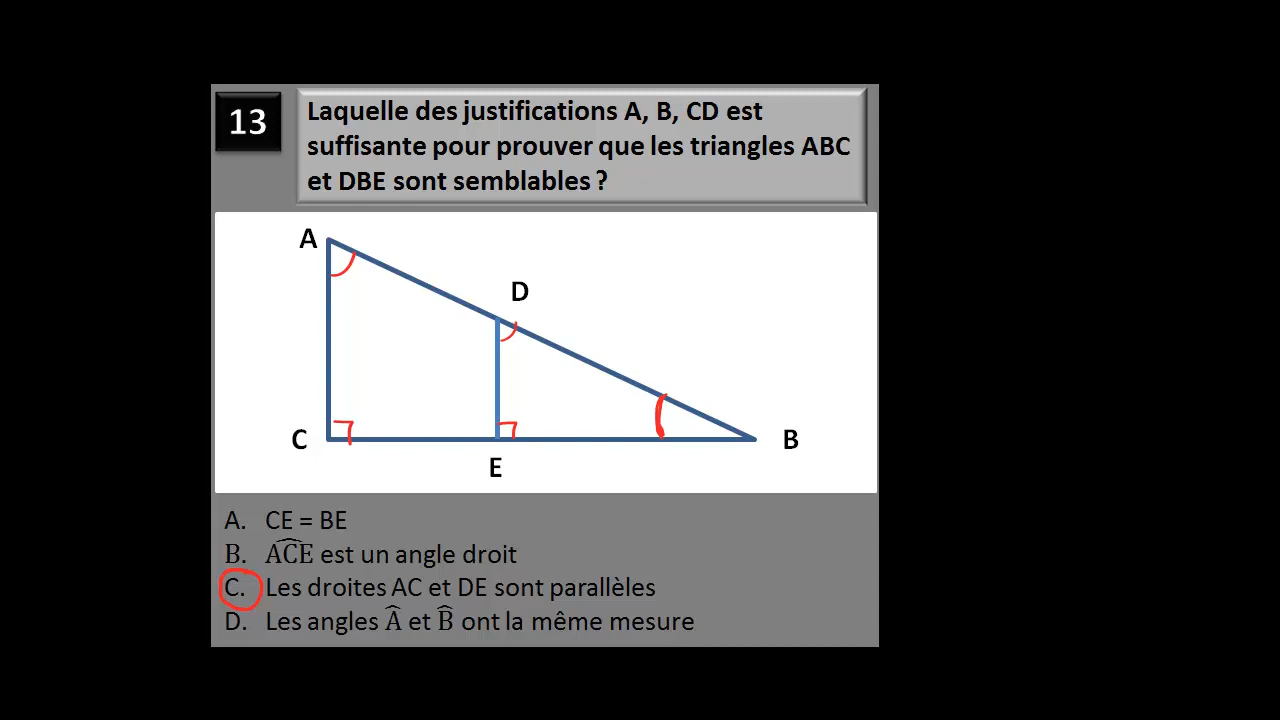 13
Laquelle des justifications A, B, CD est
suffisante pour prouver que les triangles ABC
et DBE sont semblables ?
A
D
C
B
E
A. CE = BE
B. A͡CE est un angle droit
C. Les droites AC et DE sont parallèles
D. Les angles Â et B̂ ont la même mesure